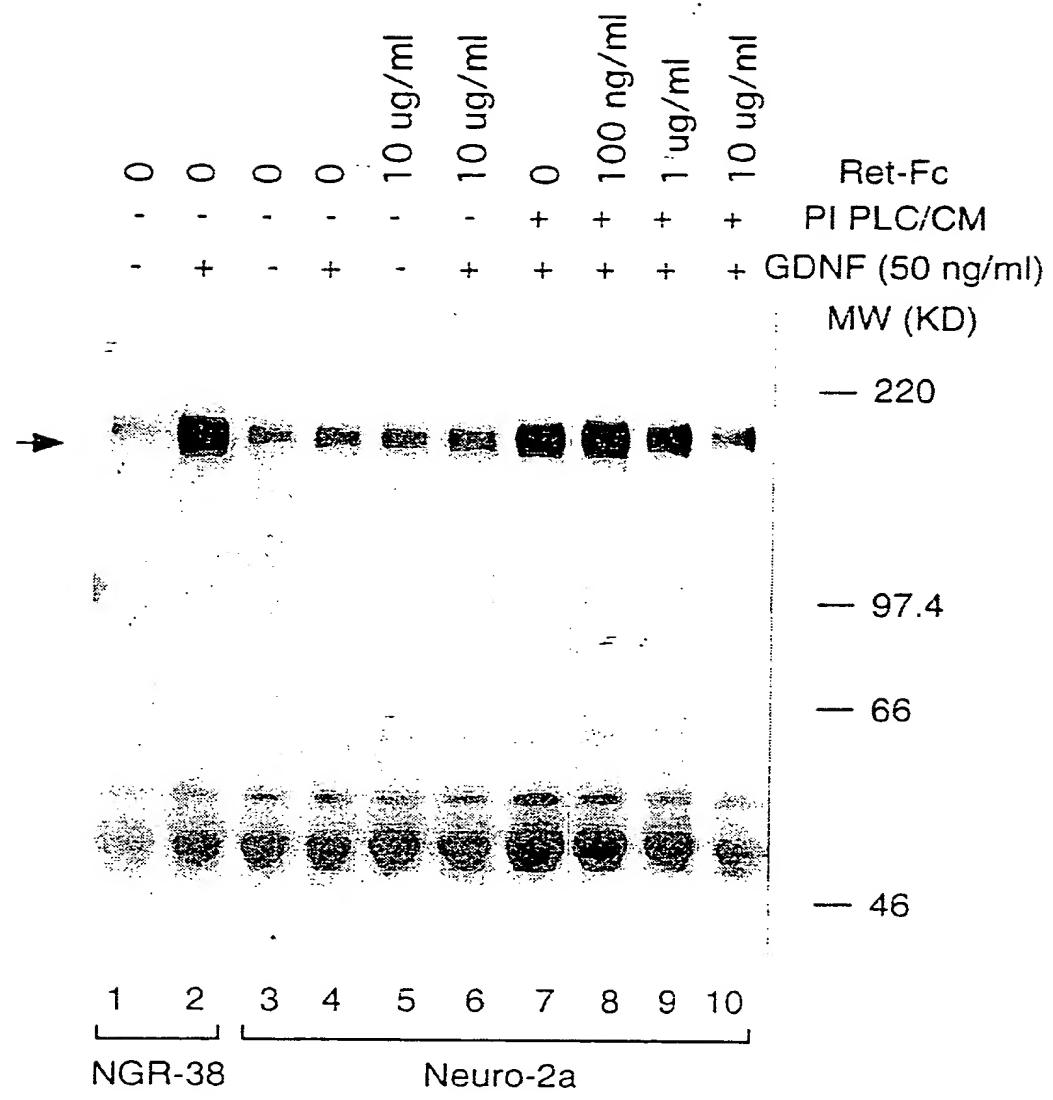 0 0 0 0 10 ug/ml 10 ug/ml 0 100 ng/ml 1 ug/ml 10 ug/ml Ret-Fc
- - - - - - + + + + PI PLC/CM
- + - + - + + + + + GDNF (50 ng/ml)
MW (KD)
— 220
— 97.4
— 66
— 46
1 2 3 4 5 6 7 8 9 10
NGR-38 Neuro-2a